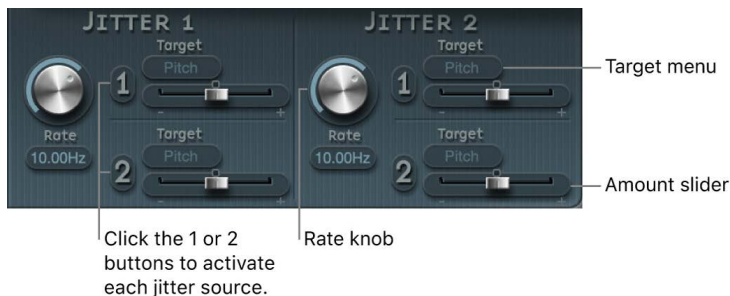 JITTER 1
JITTER 2
Target
Pitch
1
- +
Rate
10.00Hz
Target
Pitch
2
- +
Target
Pitch
1
- +
Rate
10.00Hz
Target
Pitch
2
- +
Target menu
Amount slider
Click the 1 or 2
buttons to activate
each jitter source.
Rate knob